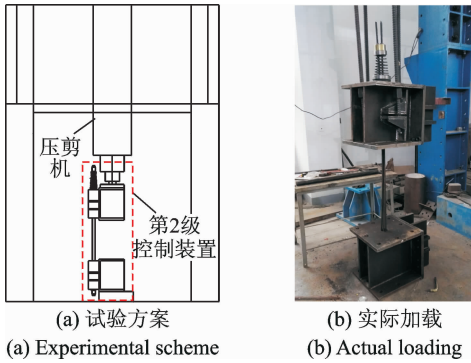 压剪
机
第2级
控制装置
(a) 试验方案
(a) Experimental scheme
(b) 实际加载
(b) Actual loading